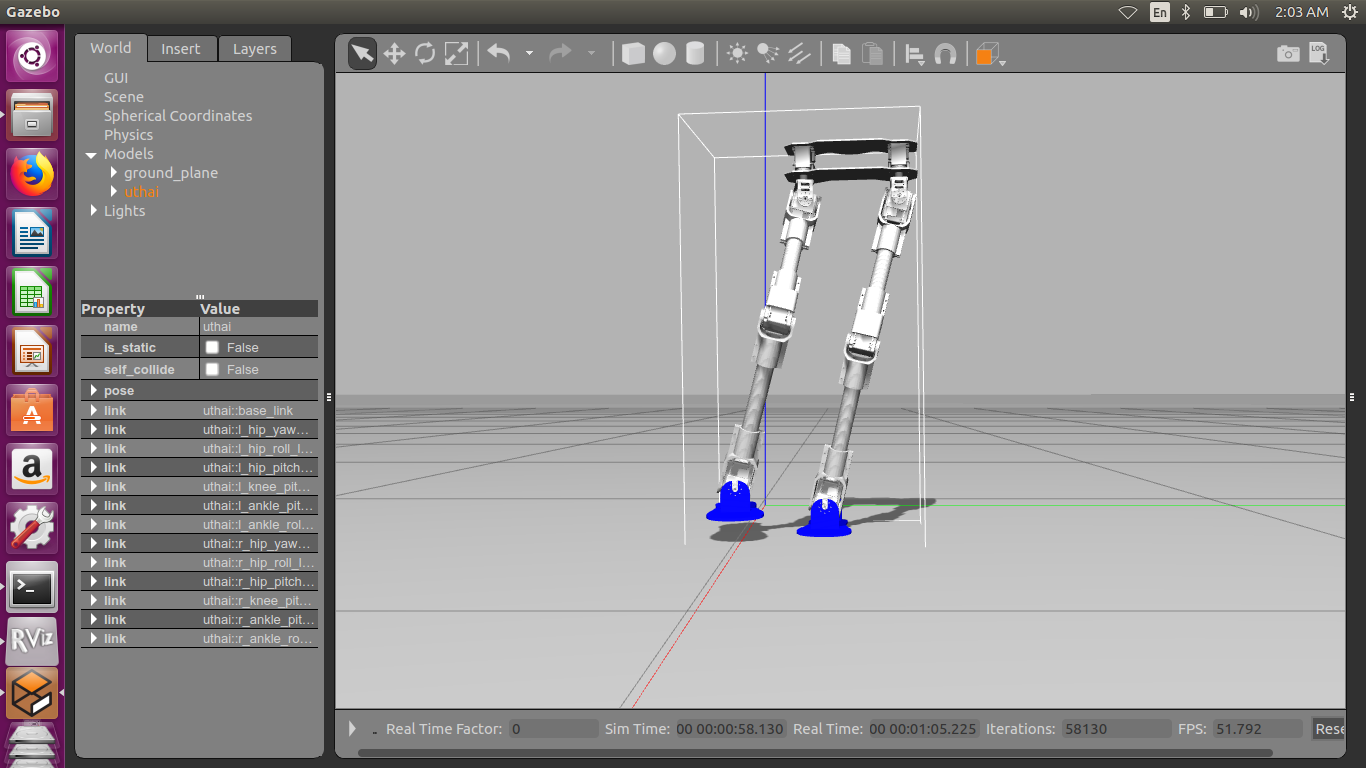 Gazebo
En
2:03 AM
World
Insert
Layers
LOG
GUI
Scene
Spherical Coordinates
Physics
Models
ground_plane
uthai
Lights
Property Value
name uthai
is_static False
self_collide False
pose
link uthai::base_link
link uthai::l_hip_yaw...
link uthai::l_hip_roll_l...
link uthai::l_hip_pitch...
link uthai::l_knee_pit...
link uthai::l_ankle_pit...
link uthai::l_ankle_rol...
link uthai::r_hip_yaw...
link uthai::r_hip_roll_l...
link uthai::r_hip_pitch...
link uthai::r_knee_pit...
link uthai::r_ankle_pit...
link uthai::r_ankle_ro...
RViz
Real Time Factor: 0 Sim Time: 00 00:00:58.130 Real Time: 00 00:01:05.225 Iterations: 58130 FPS: 51.792 Rese